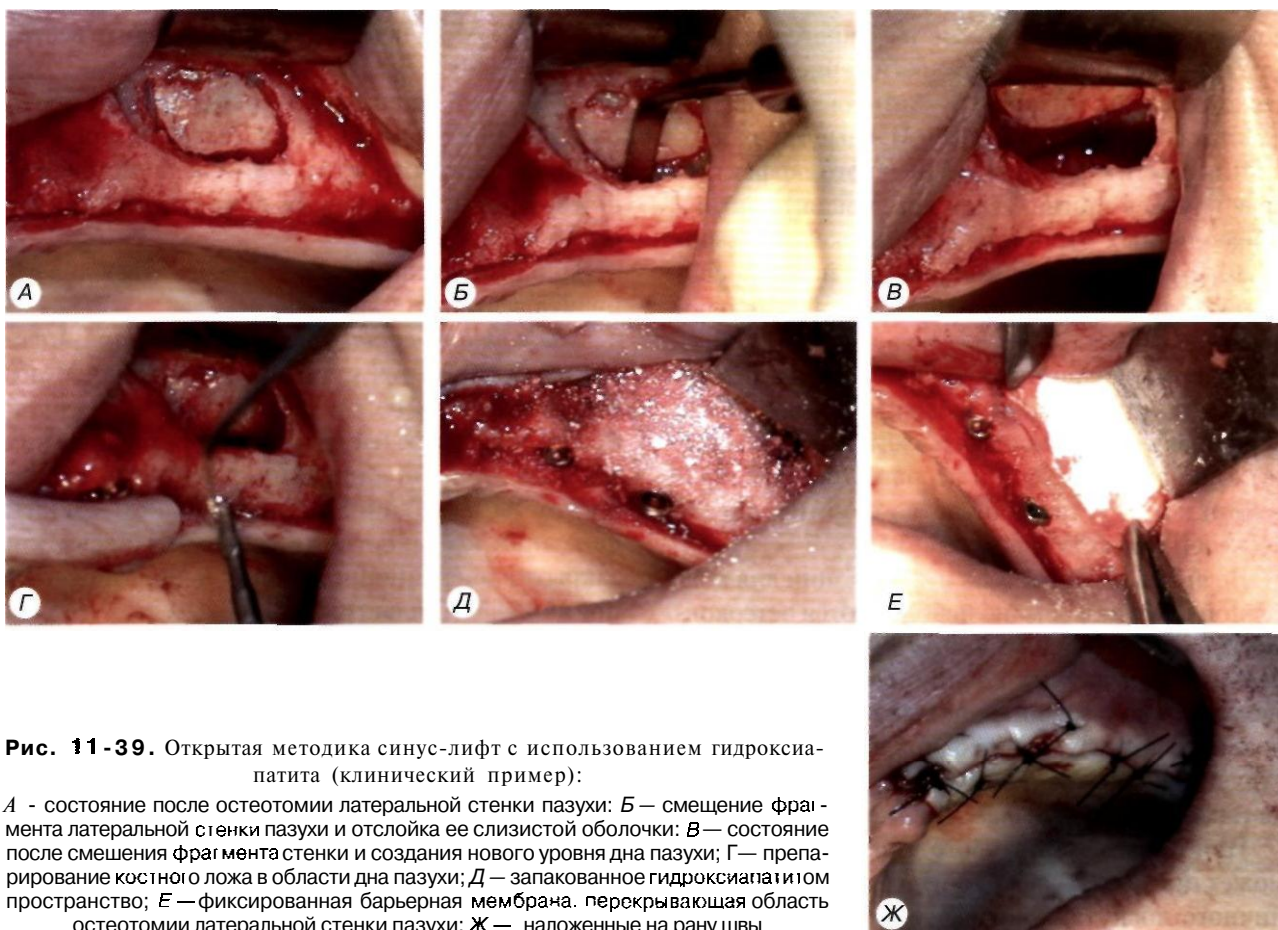 А
Б
В
Г
Д
Е
Ж
Рис. 11-39. Открытая методика синус-лифт с использованием гидроксиа-
патита (клинический пример):
А - состояние после остеотомии латеральной стенки пазухи: Б — смещение фраг-
мента латеральной стенки пазухи и отслойка ее слизистой оболочки: В — состояние
после смешения фрагмента стенки и создания нового уровня дна пазухи; Г— препа-
рирование костного ложа в области дна пазухи; Д — запакованное гидроксиапатитом
пространство; Е —фиксированная барьерная мембрана. перекрывающая область
остеотомии латеральной стенки пазухи; Ж — наложенные на рану швы